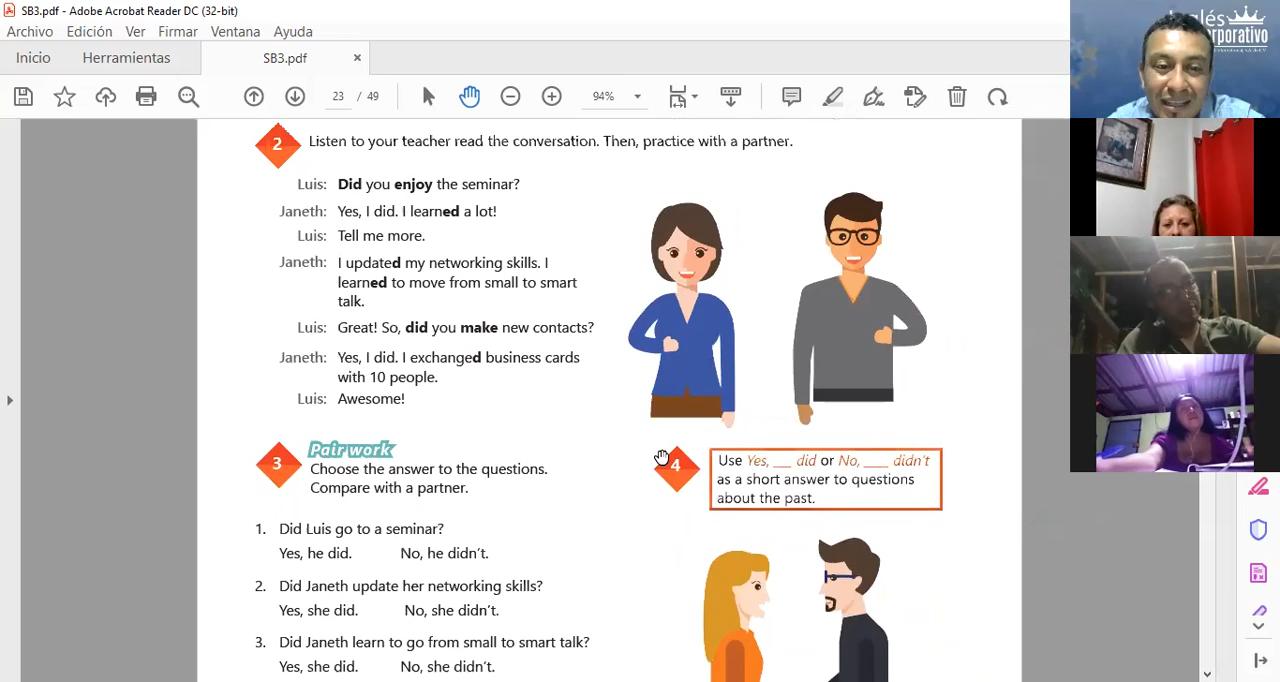 SB3.pdf - Adobe Acrobat Reader DC (32-bit)
Archivo Edición Ver Firmar Ventana Ayuda
Inicio Herramientas SB3.pdf ×
23 / 49 94%
2 Listen to your teacher read the conversation. Then, practice with a partner.
Luis: Did you enjoy the seminar?
Janeth: Yes, I did. I learned a lot!
Luis: Tell me more.
Janeth: I updated my networking skills. I
learned to move from small to smart
talk.
Luis: Great! So, did you make new contacts?
Janeth: Yes, I did. I exchanged business cards
with 10 people.
Luis: Awesome!
3 Pair work
Choose the answer to the questions.
Compare with a partner.
1. Did Luis go to a seminar?
Yes, he did. No, he didn't.
2. Did Janeth update her networking skills?
Yes, she did. No, she didn't.
3. Did Janeth learn to go from small to smart talk?
Yes, she did. No, she didn't.
4 Use Yes, __ did or No, ___ didn't
as a short answer to questions
about the past.